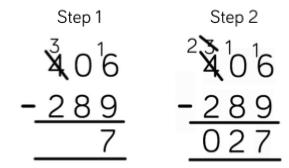 Step 1 Step 2
3 1 2 3 1 1
406 406
- 289 - 289
7 027